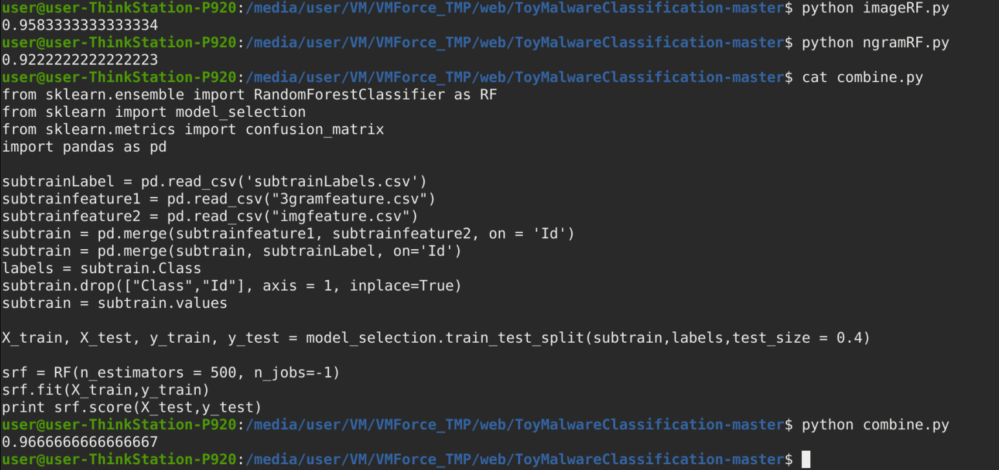 user@user-ThinkStation-P920:/media/user/VM/VMForce_TMP/web/ToyMalwareClassification-master$ python imageRF.py
0.9583333333333334
user@user-ThinkStation-P920:/media/user/VM/VMForce_TMP/web/ToyMalwareClassification-master$ python ngramRF.py
0.9222222222222223
user@user-ThinkStation-P920:/media/user/VM/VMForce_TMP/web/ToyMalwareClassification-master$ cat combine.py
from sklearn.ensemble import RandomForestClassifier as RF
from sklearn import model_selection
from sklearn.metrics import confusion_matrix
import pandas as pd

subtrainLabel = pd.read_csv('subtrainLabels.csv')
subtrainfeature1 = pd.read_csv("3gramfeature.csv")
subtrainfeature2 = pd.read_csv("imgfeature.csv")
subtrain = pd.merge(subtrainfeature1, subtrainfeature2, on = 'Id')
subtrain = pd.merge(subtrain, subtrainLabel, on='Id')
labels = subtrain.Class
subtrain.drop(["Class","Id"], axis = 1, inplace=True)
subtrain = subtrain.values

X_train, X_test, y_train, y_test = model_selection.train_test_split(subtrain,labels,test_size = 0.4)

srf = RF(n_estimators = 500, n_jobs=-1)
srf.fit(X_train,y_train)
print srf.score(X_test,y_test)
user@user-ThinkStation-P920:/media/user/VM/VMForce_TMP/web/ToyMalwareClassification-master$ python combine.py
0.9666666666666667
user@user-ThinkStation-P920:/media/user/VM/VMForce_TMP/web/ToyMalwareClassification-master$